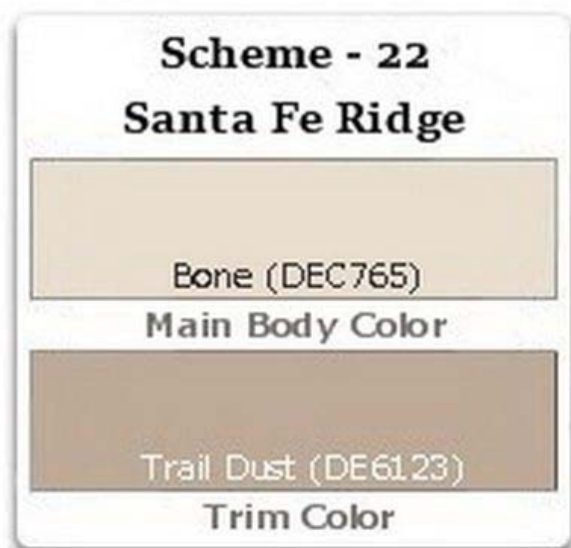 Scheme - 22
Santa Fe Ridge
Bone (DEC765)
Main Body Color
Trail Dust (DE6123)
Trim Color